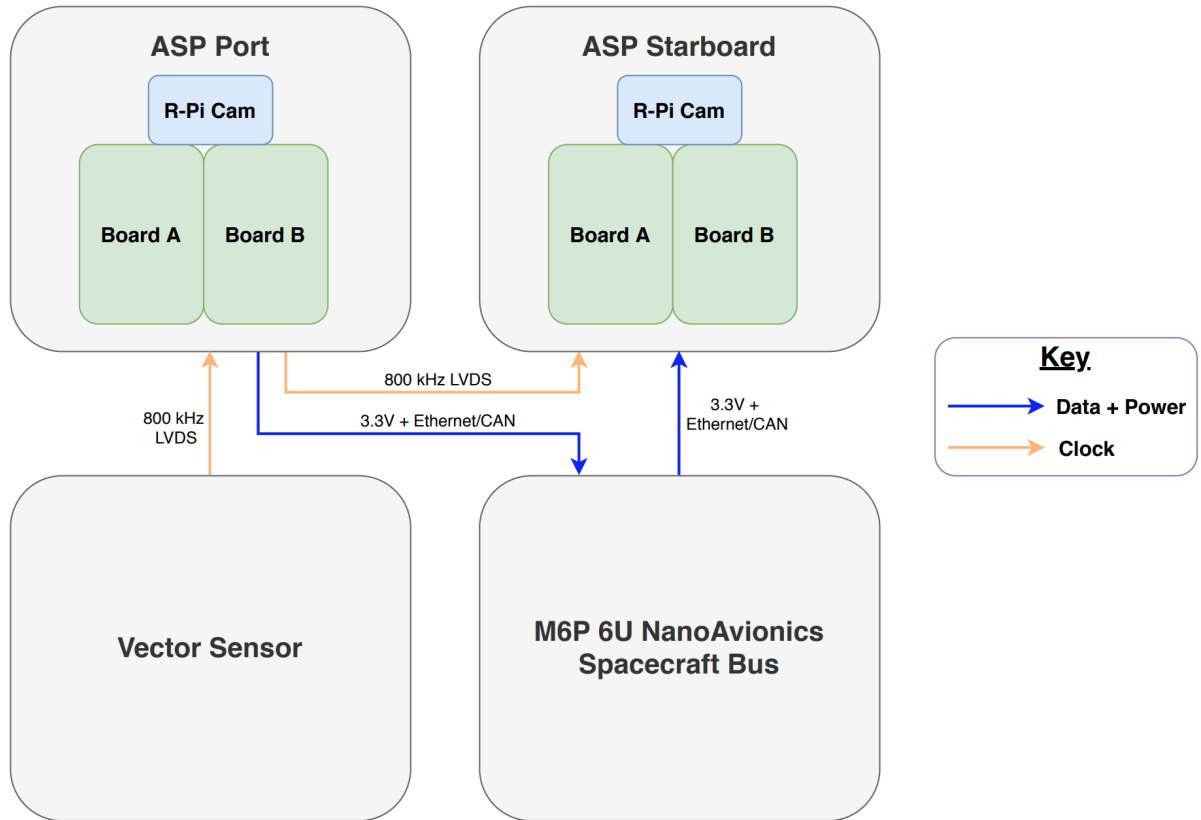 ASP Port
R-Pi Cam
Board A
Board B
ASP Starboard
R-Pi Cam
Board A
Board B
800 kHz
LVDS
800 kHz LVDS
3.3V + Ethernet/CAN
3.3V +
Ethernet/CAN
Key
Data + Power
Clock
Vector Sensor
M6P 6U NanoAvionics
Spacecraft Bus